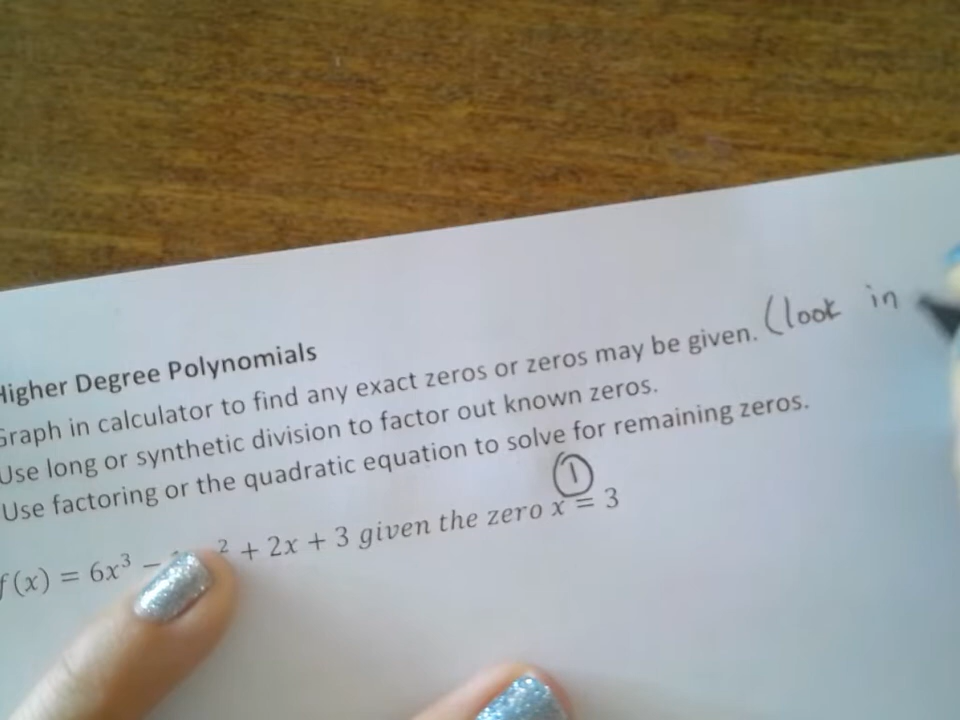 Higher Degree Polynomials
Graph in calculator to find any exact zeros or zeros may be given. (look in
Use long or synthetic division to factor out known zeros.
Use factoring or the quadratic equation to solve for remaining zeros.
①
f(x) = 6x³ − ² + 2x + 3 given the zero x = 3